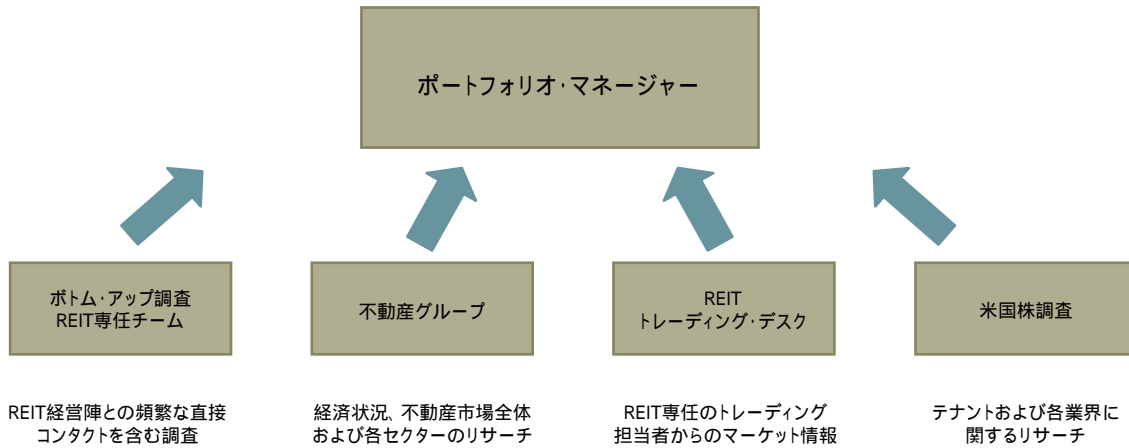 ポートフォリオ・マネージャー
ボトム・アップ調査
REIT専任チーム
不動産グループ
REIT
トレーディング・デスク
米国株調査
REIT経営陣との頻繁な直接
コンタクトを含む調査
経済状況、不動産市場全体
および各セクターのリサーチ
REIT専任のトレーディング
担当者からのマーケット情報
テナントおよび各業界に
関するリサーチ